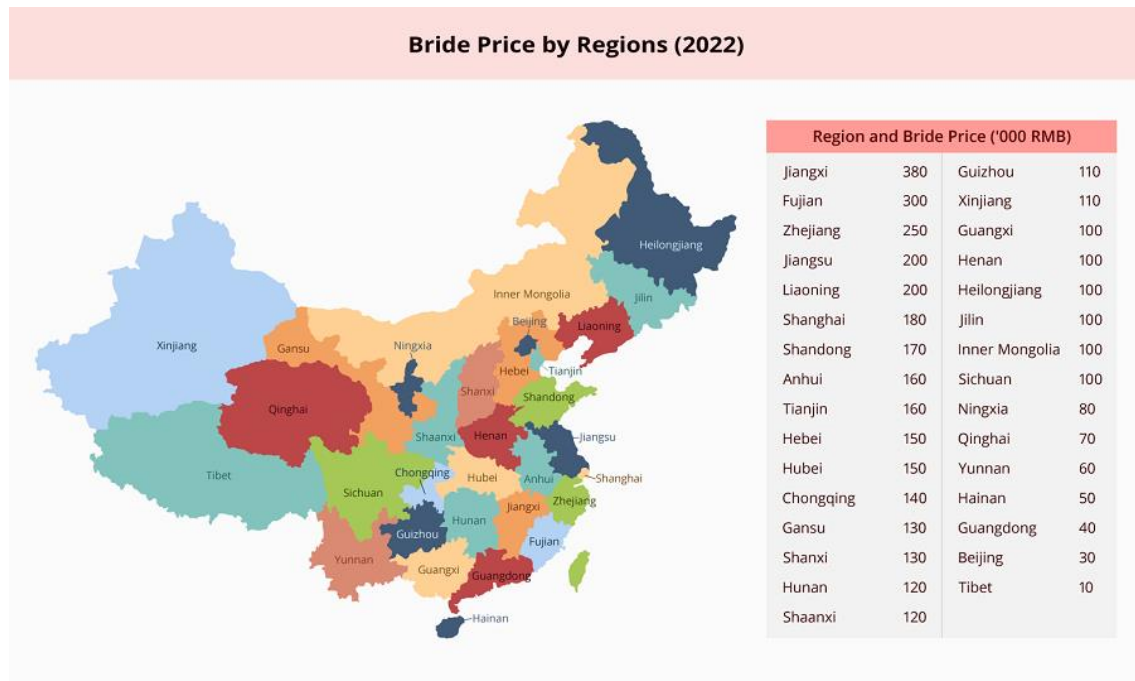 Bride Price by Regions (2022)
Heilongjiang
Inner Mongolia
Jilin
Beijing
Liaoning
Xinjiang
Gansu
Ningxia
Hebei
Tianjin
Shanxi
Shandong
Qinghai
Shaanxi
Henan
Jiangsu
Tibet
Chongqing
Hubei
Anhui
Shanghai
Sichuan
Zhejiang
Jiangxi
Hunan
Guizhou
Fujian
Yunnan
Guangxi
Guangdong
Hainan
Region and Bride Price ('000 RMB)
Jiangxi 380
Fujian 300
Zhejiang 250
Jiangsu 200
Liaoning 200
Shanghai 180
Shandong 170
Anhui 160
Tianjin 160
Hebei 150
Hubei 150
Chongqing 140
Gansu 130
Shanxi 130
Hunan 120
Shaanxi 120
Guizhou 110
Xinjiang 110
Guangxi 100
Henan 100
Heilongjiang 100
Jilin 100
Inner Mongolia 100
Sichuan 100
Ningxia 80
Qinghai 70
Yunnan 60
Hainan 50
Guangdong 40
Beijing 30
Tibet 10